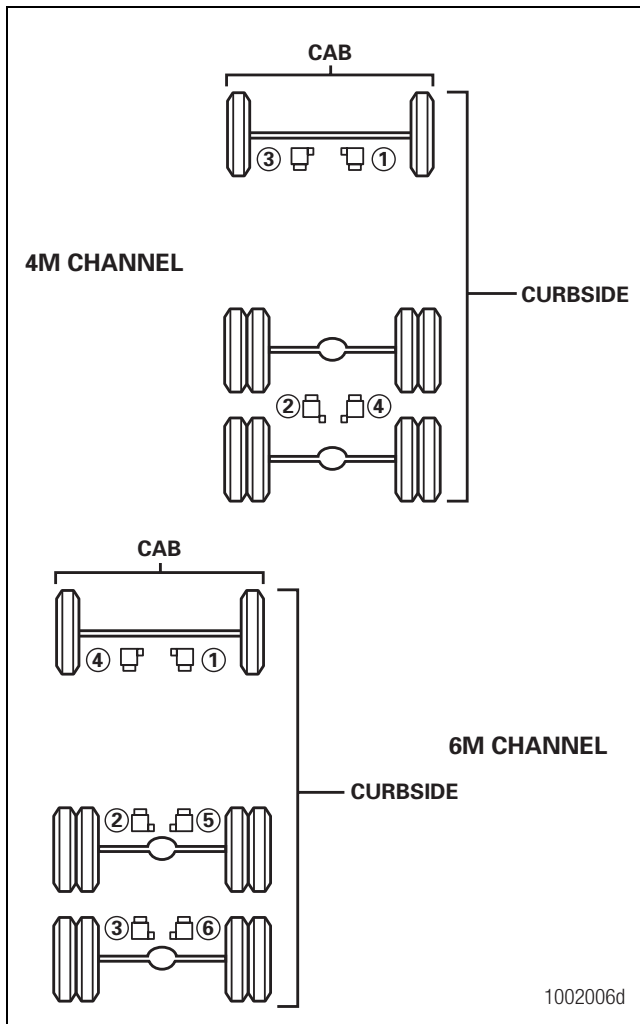 CAB
③ ①
4M CHANNEL
CURBSIDE
② ④
CAB
④ ①
6M CHANNEL
CURBSIDE
② ⑤
③ ⑥
1002006d